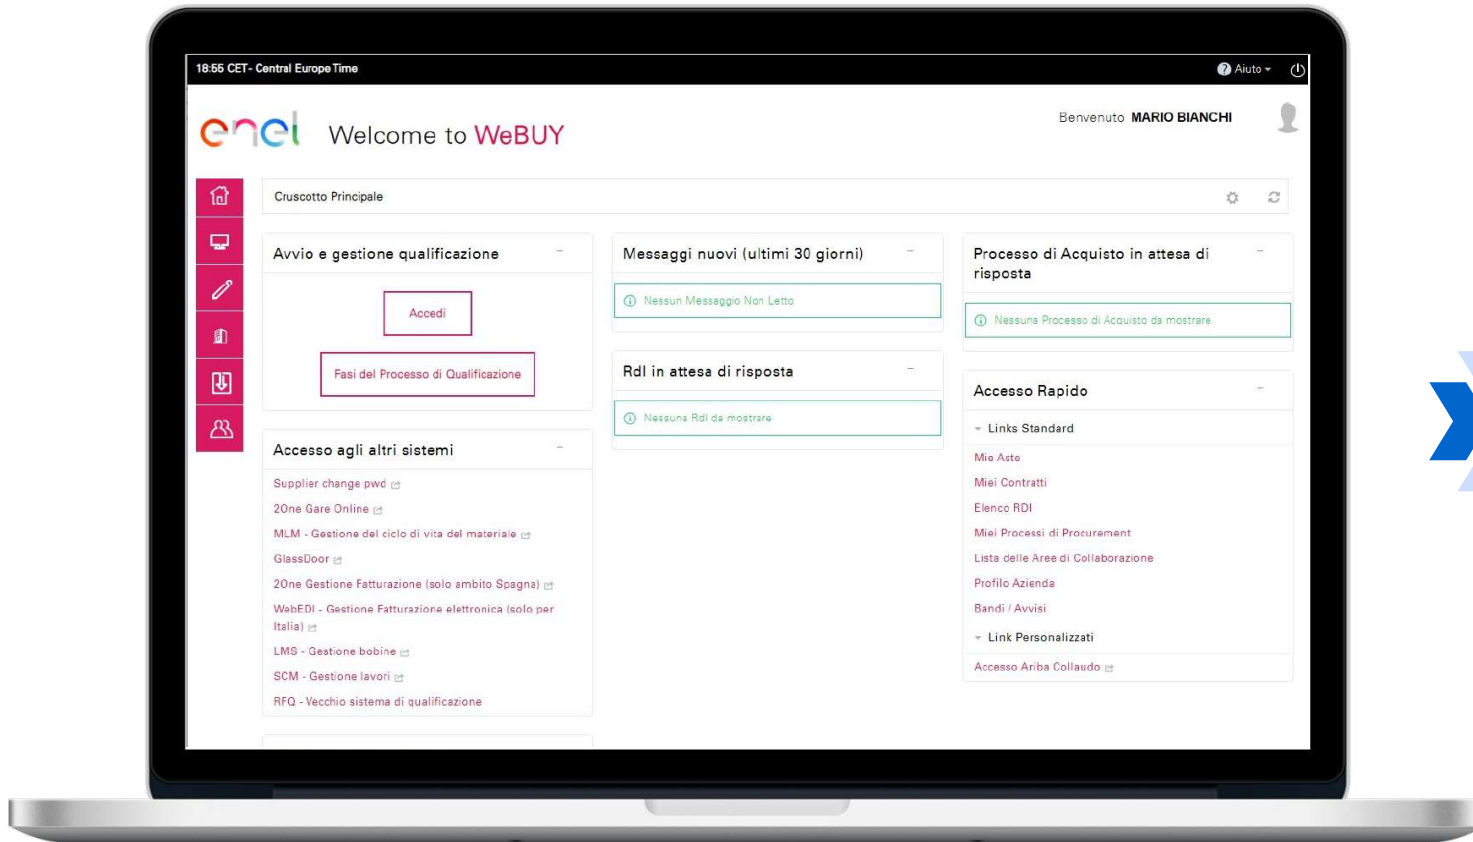 18:55 CET- Central Europe Time
Aiuto
enel
Welcome to WeBUY
Benvenuto MARIO BIANCHI
Cruscotto Principale
Avvio e gestione qualificazione
Accedi
Fasi del Processo di Qualificazione
Accesso agli altri sistemi
Supplier change pwd
2One Gare Online
MLM - Gestione del ciclo di vita del materiale
GlassDoor
2One Gestione Fatturazione (solo ambito Spagna)
WebEDI - Gestione Fatturazione elettronica (solo per
Italia)
LMS - Gestione bobine
SCM - Gestione lavori
RFQ - Vecchio sistema di qualificazione
Messaggi nuovi (ultimi 30 giorni)
Nessun Messaggio Non Letto
RdI in attesa di risposta
Nessuna RdI da mostrare
Processo di Acquisto in attesa di
risposta
Nessuna Processo di Acquisto da mostrare
Accesso Rapido
Links Standard
Mie Aste
Miei Contratti
Elenco RDI
Miei Processi di Procurement
Lista delle Aree di Collaborazione
Profilo Azienda
Bandi / Avvisi
Link Personalizzati
Accesso Ariba Collaudo